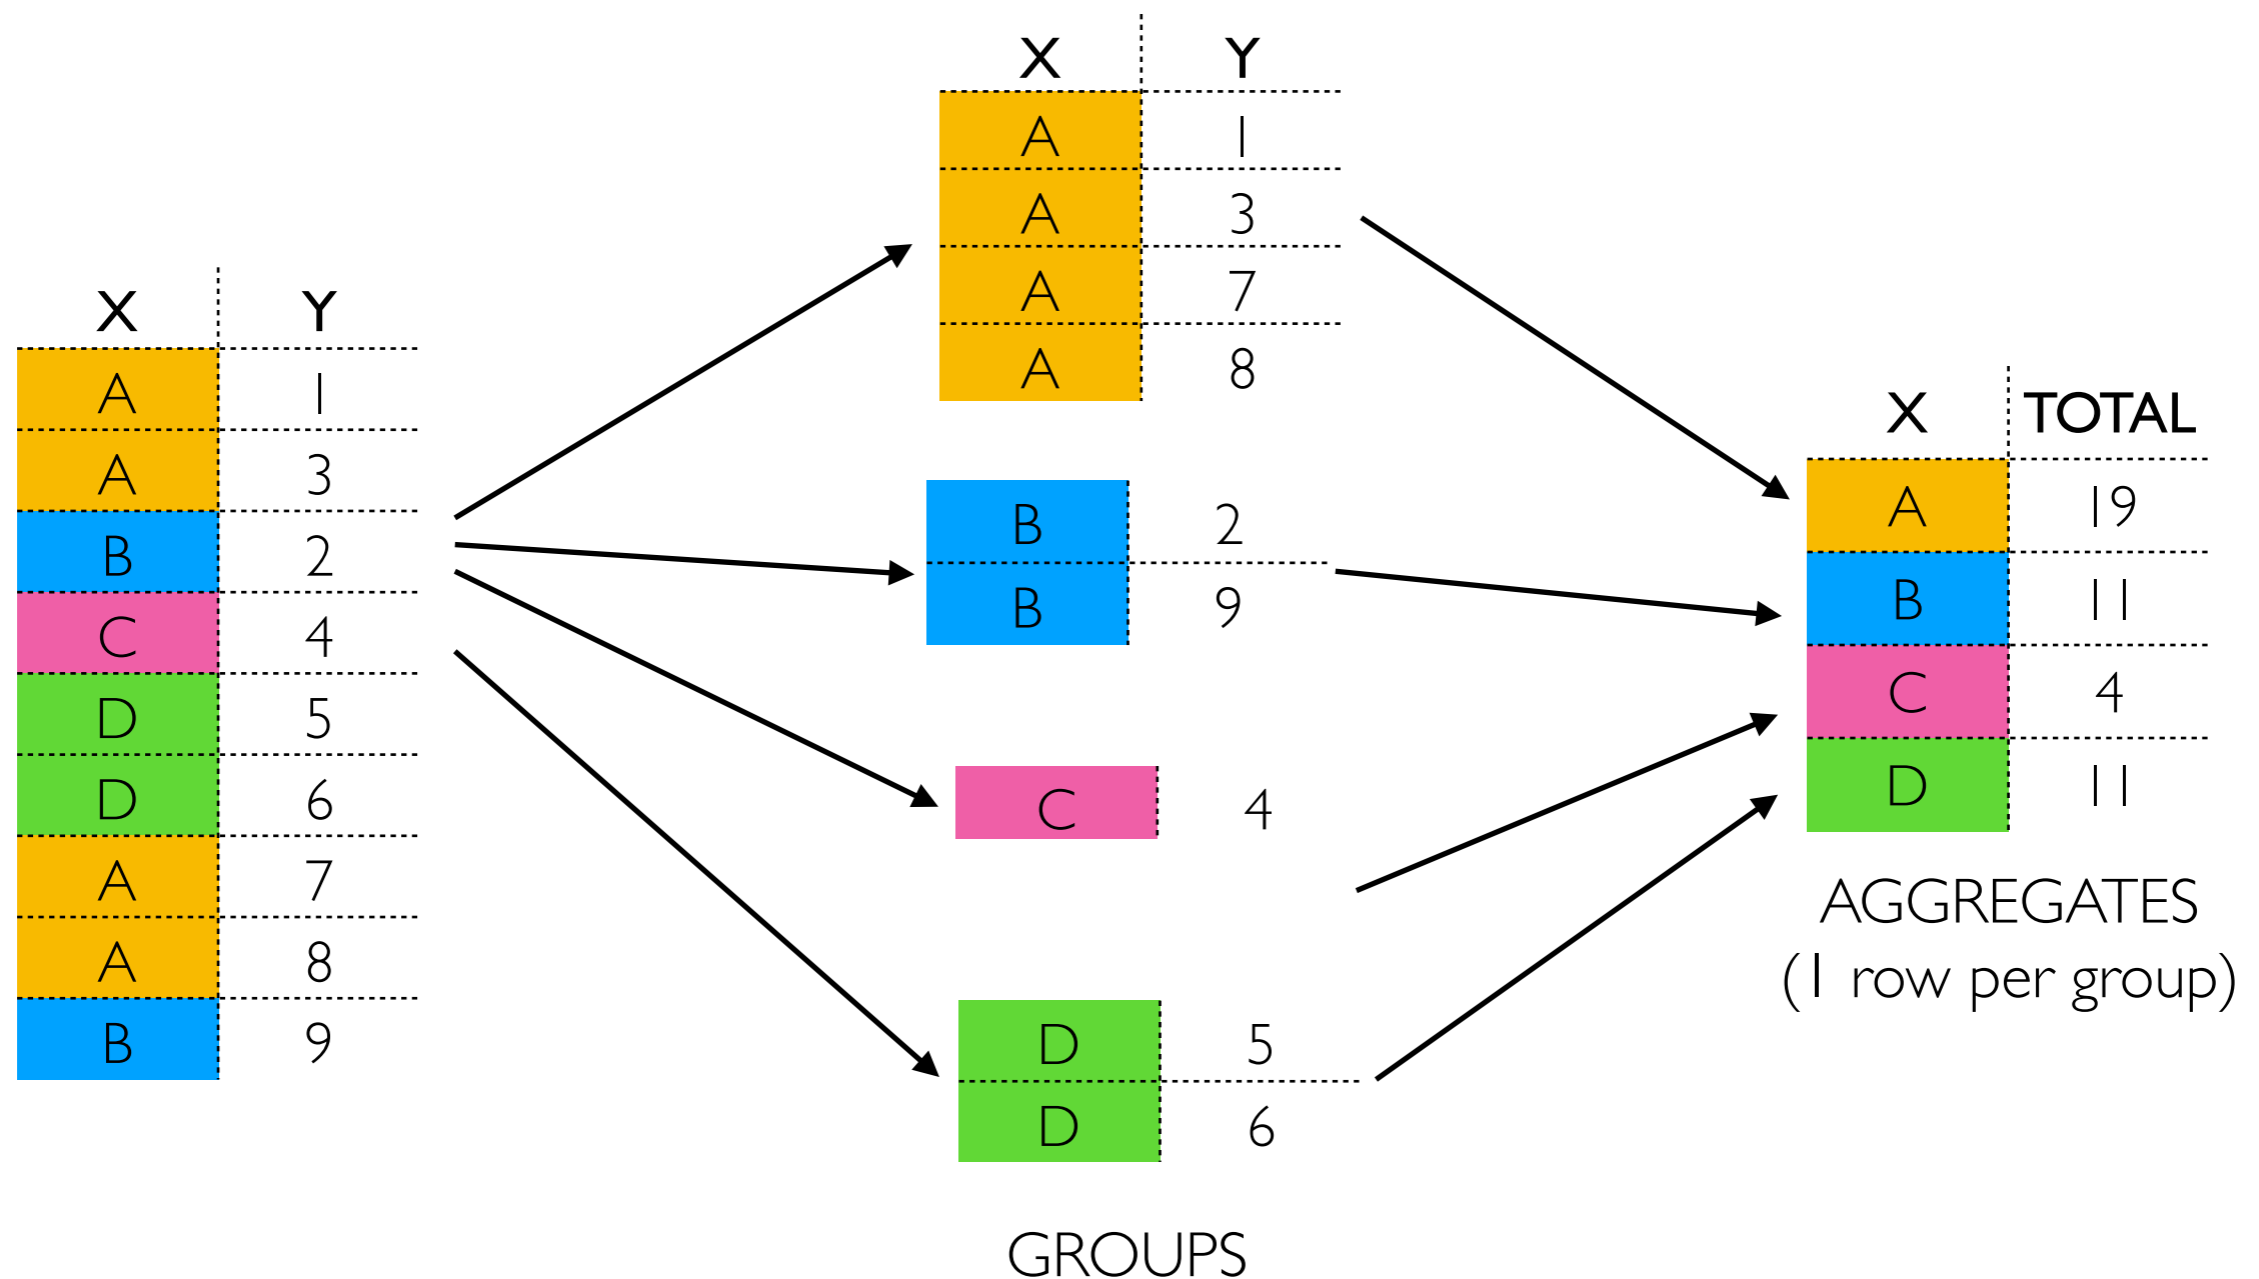 X Y
A 1
A 3
B 2
C 4
D 5
D 6
A 7
A 8
B 9
X Y
A 1
A 3
A 7
A 8
B 2
B 9
C 4
D 5
D 6
GROUPS
X TOTAL
A 19
B 11
C 4
D 11
AGGREGATES
(1 row per group)